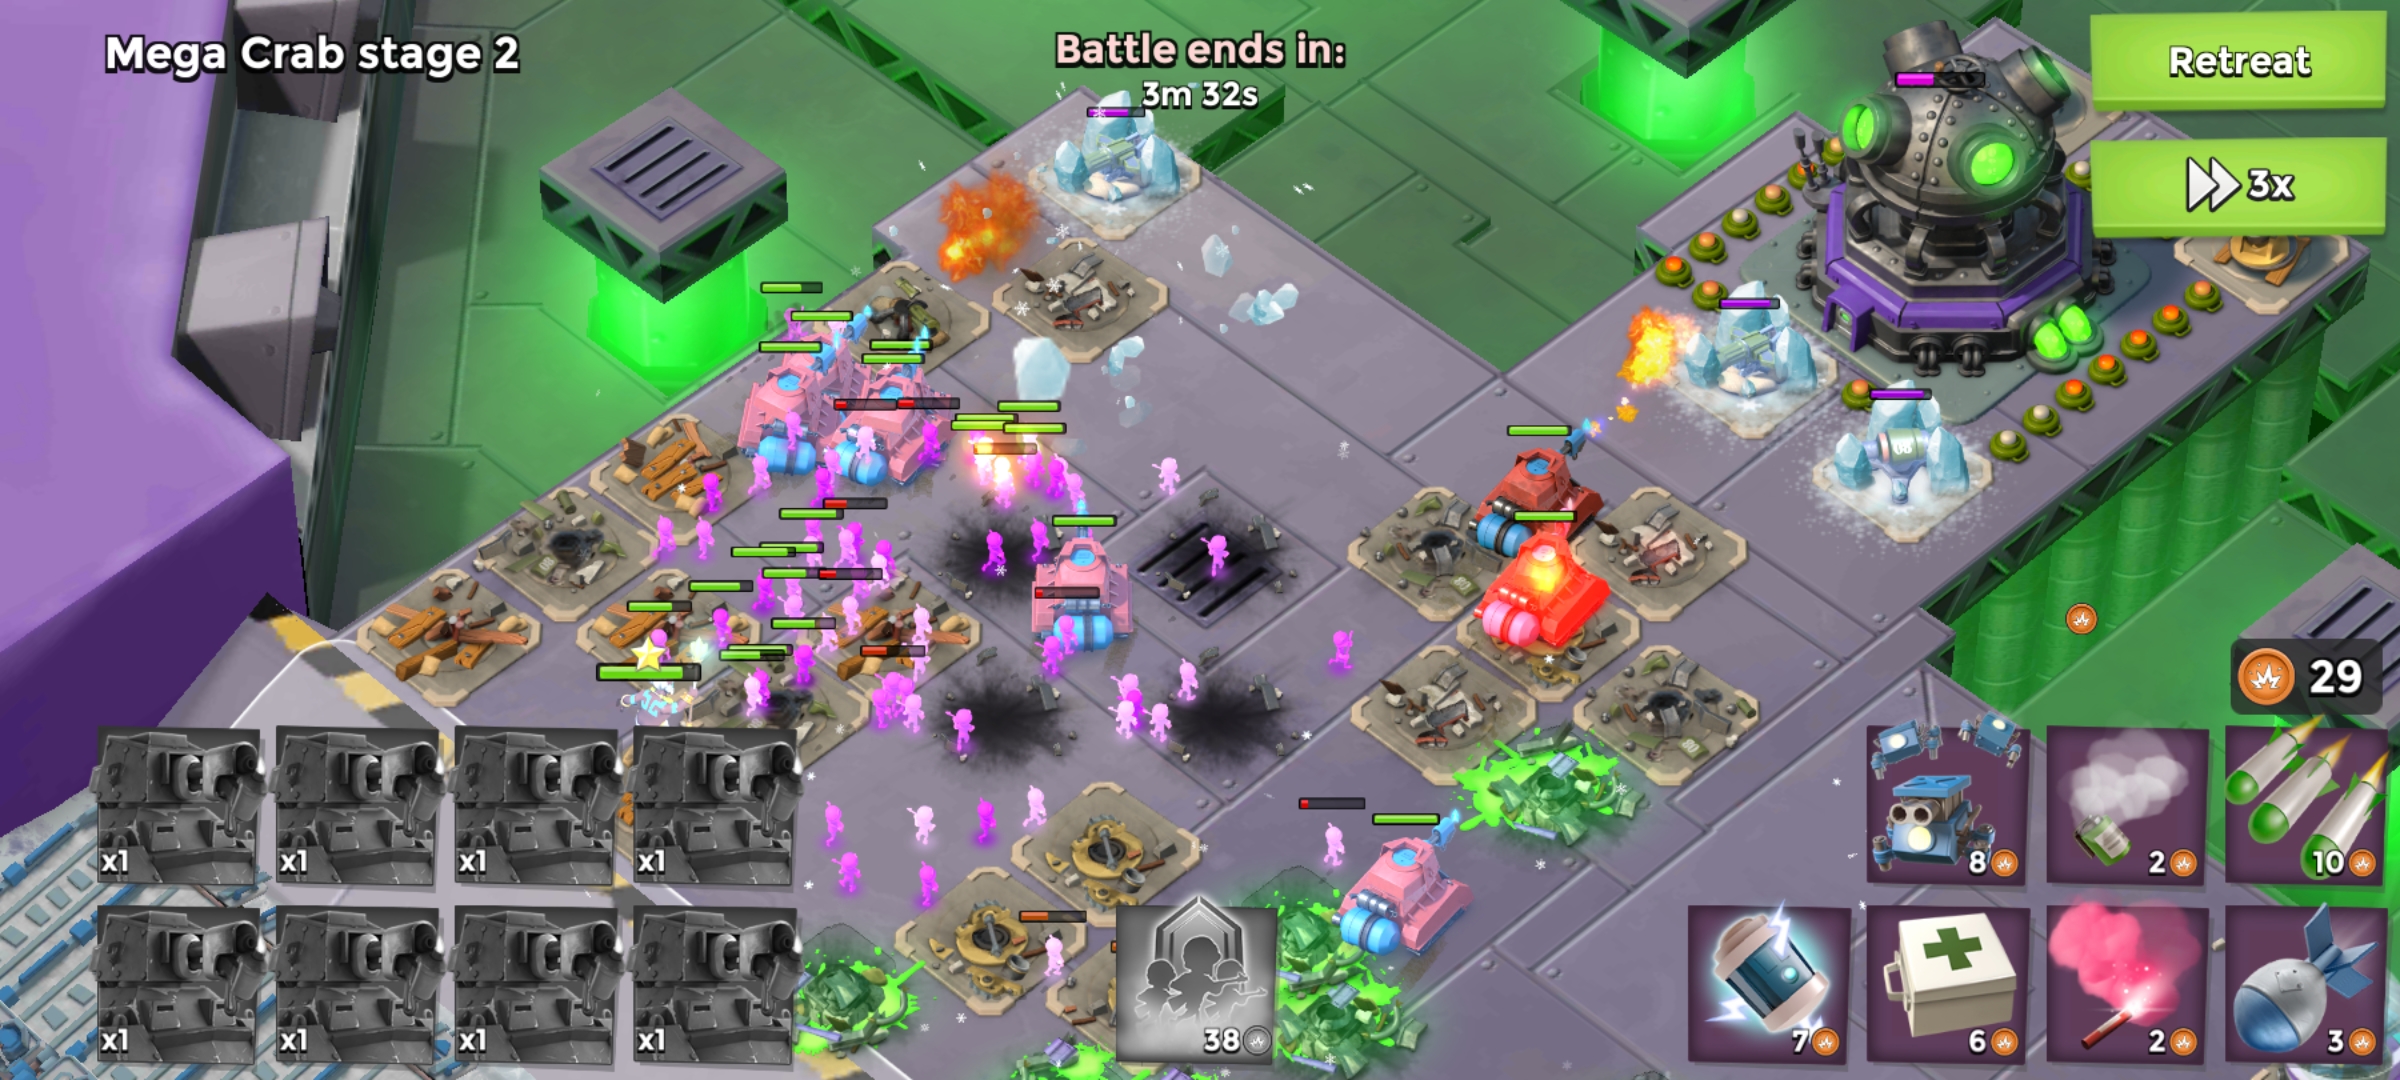 Mega Crab stage 2
Battle ends in:
3m 32s
Retreat
3x
29
8
2
10
x1
x1
x1
x1
7
6
2
3
x1
x1
x1
x1
38